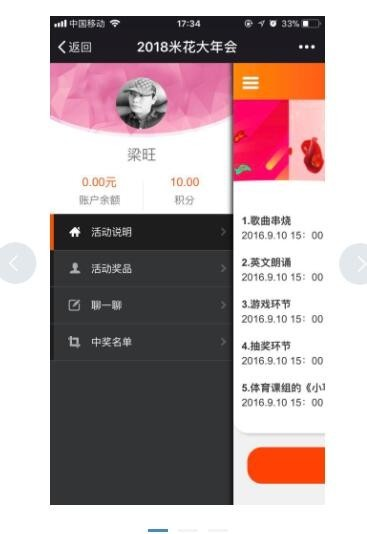 中国移动 17:34 33%
返回 2018米花大年会
梁旺
0.00元 10.00
账户余额 积分
活动说明
活动奖品
聊一聊
中奖名单
1.歌曲串烧
2016.9.10 15：00
2.英文朗诵
2016.9.10 15：00
3.游戏环节
2016.9.10 15：00
4.抽奖环节
2016.9.10 15：00
5.体育课组的《小
2016.9.10 15：00